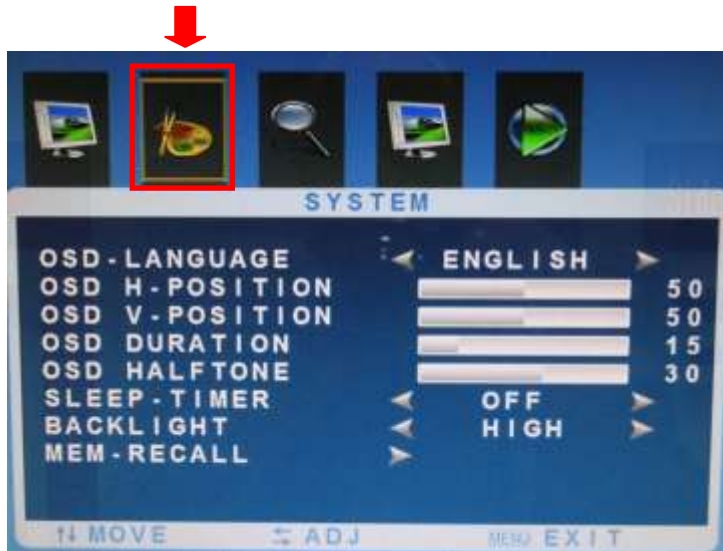 SYSTEM
OSD-LANGUAGE ENGLISH
OSD H-POSITION 50
OSD V-POSITION 50
OSD DURATION 15
OSD HALFTONE 30
SLEEP-TIMER OFF
BACKLIGHT HIGH
MEM-RECALL
MOVE ADJ MENU EXIT